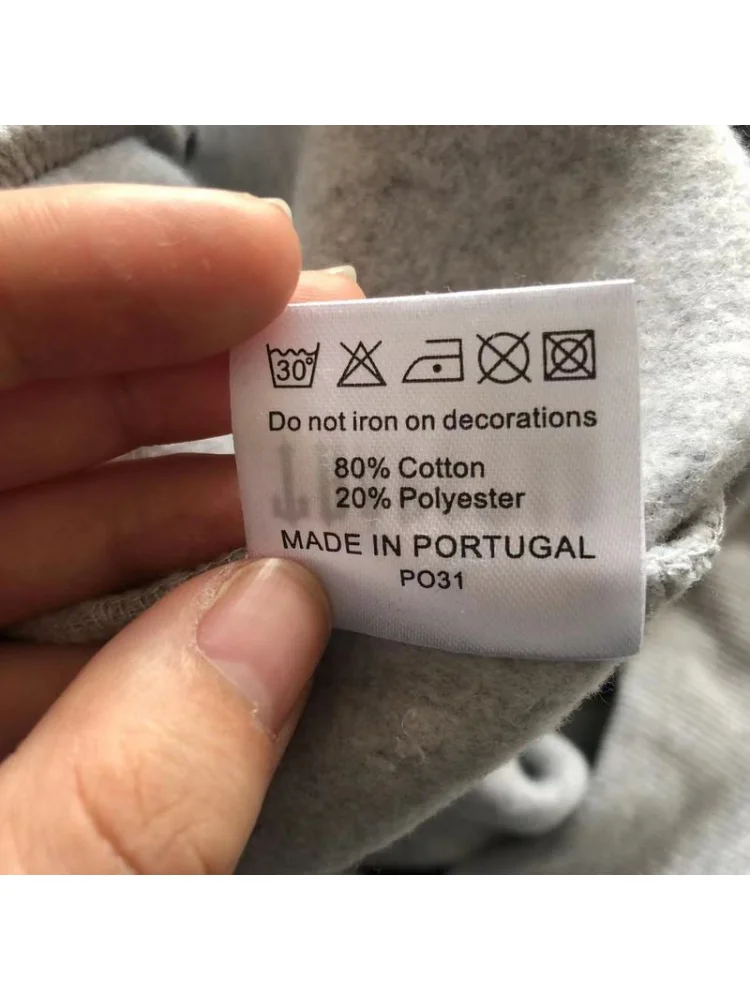 30°
Do not iron on decorations
80% Cotton
20% Polyester
MADE IN PORTUGAL
PO31